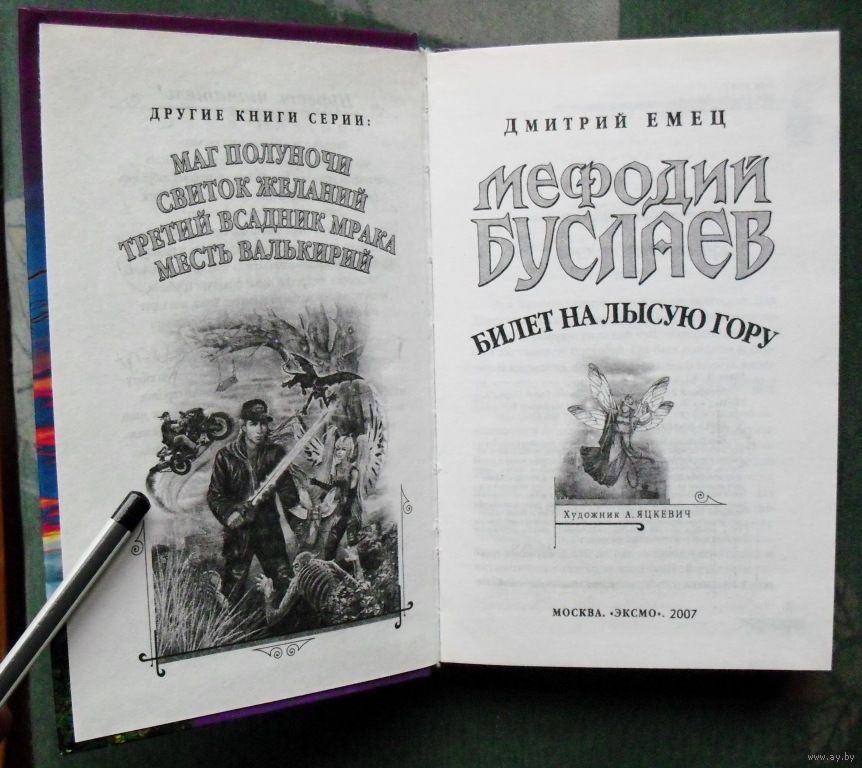 ДРУГИЕ КНИГИ СЕРИИ:
МАГ ПОЛУНОЧИ
СВИТОК ЖЕЛАНИЙ
ТРЕТИЙ ВСАДНИК МРАКА
МЕСТЬ ВАЛЬКИРИЙ
ДМИТРИЙ ЕМЕЦ
МЕФОДИЙ
БУСЛАЕВ
БИЛЕТ НА ЛЫСУЮ ГОРУ
Художник А. ЯЦКЕВИЧ
МОСКВА. «ЭКСМО». 2007
www.ay.by